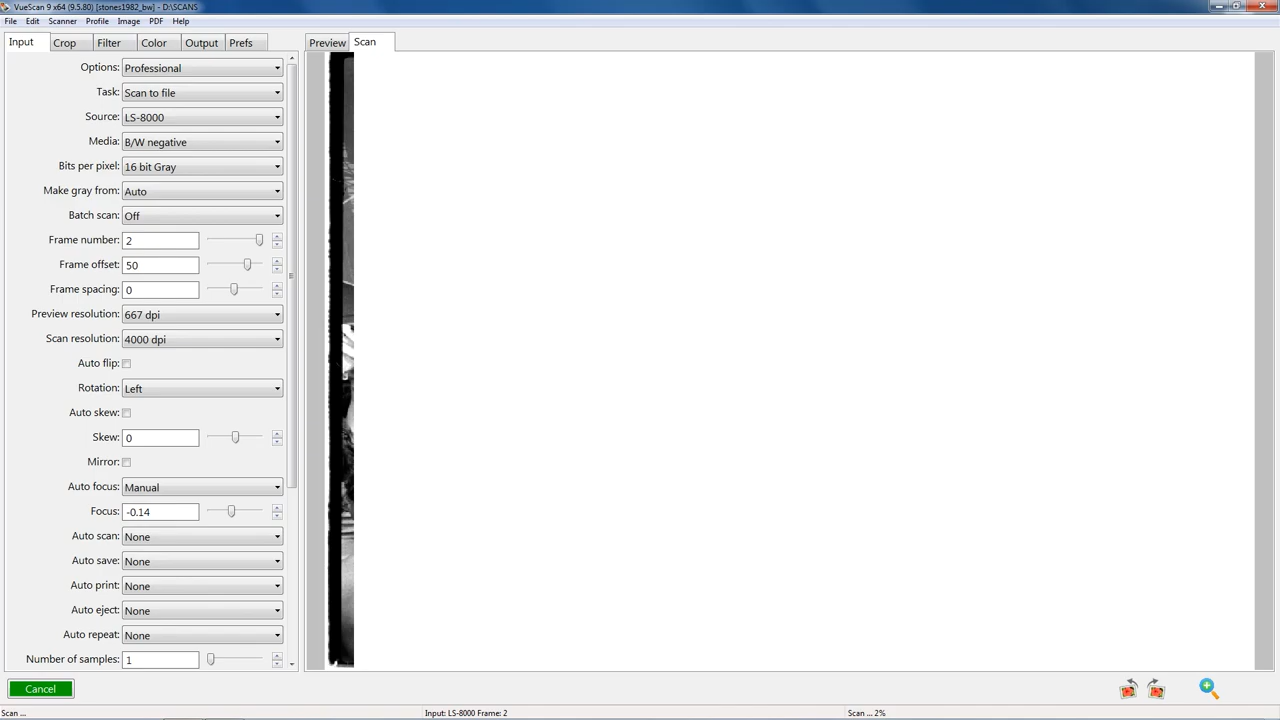 VueScan 9 x64 (9.5.80) [stones1982_bw] - D:\SCANS
File Edit Scanner Profile Image PDF Help
Input Crop Filter Color Output Prefs
Preview Scan
Options: Professional
Task: Scan to file
Source: LS-8000
Media: B/W negative
Bits per pixel: 16 bit Gray
Make gray from: Auto
Batch scan: Off
Frame number: 2
Frame offset: 50
Frame spacing: 0
Preview resolution: 667 dpi
Scan resolution: 4000 dpi
Auto flip:
Rotation: Left
Auto skew:
Skew: 0
Mirror:
Auto focus: Manual
Focus: -0.14
Auto scan: None
Auto save: None
Auto print: None
Auto eject: None
Auto repeat: None
Number of samples: 1
Cancel
Scan ... Input: LS-8000 Frame: 2 Scan ... 2%